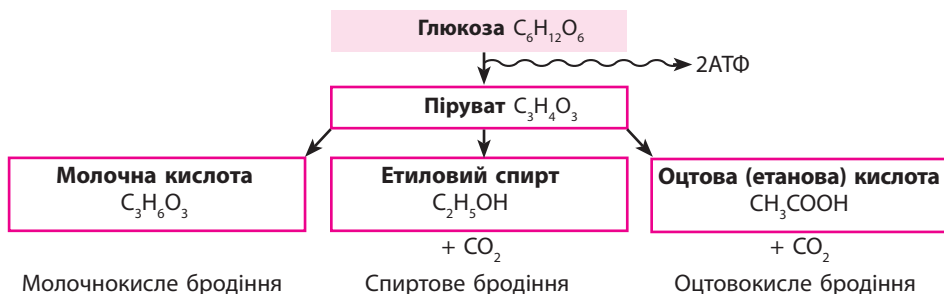 Глюкоза C₆H₁₂O₆
2АТФ
Піруват C₃H₄O₃
Молочна кислота
C₃H₆O₃
Етиловий спирт
C₂H₅OH
+ CO₂
Оцтова (етанова) кислота
CH₃COOH
+ CO₂
Молочнокисле бродіння
Спиртове бродіння
Оцтовокисле бродіння